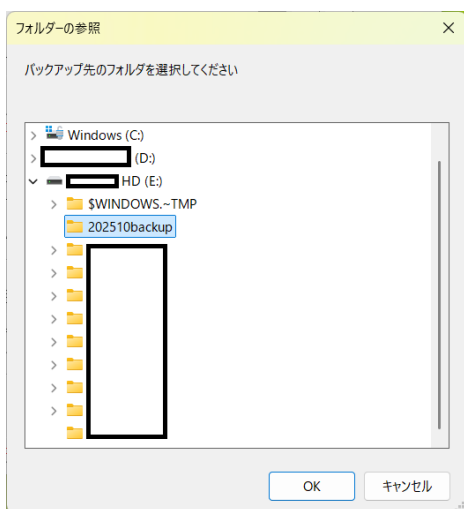 フォルダーの参照
バックアップ先のフォルダを選択してください
Windows (C:)
(D:)
HD (E:)
$WINDOWS.~TMP
202510backup
OK
キャンセル